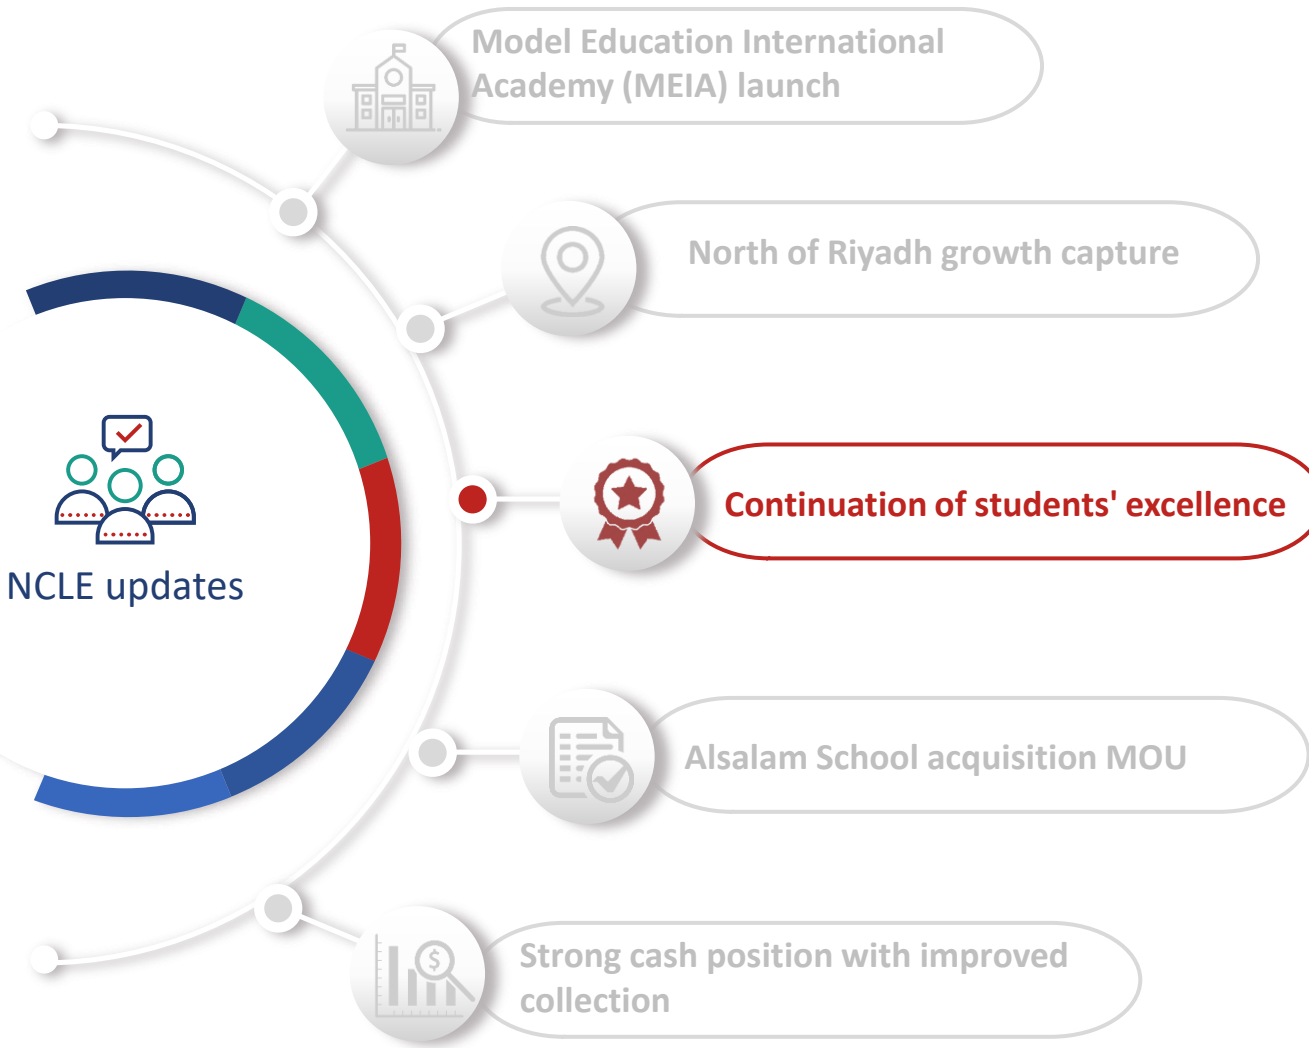 Model Education International
Academy (MEIA) launch
North of Riyadh growth capture
Continuation of students' excellence
NCLE updates
Alsalam School acquisition MOU
Strong cash position with improved
collection
$